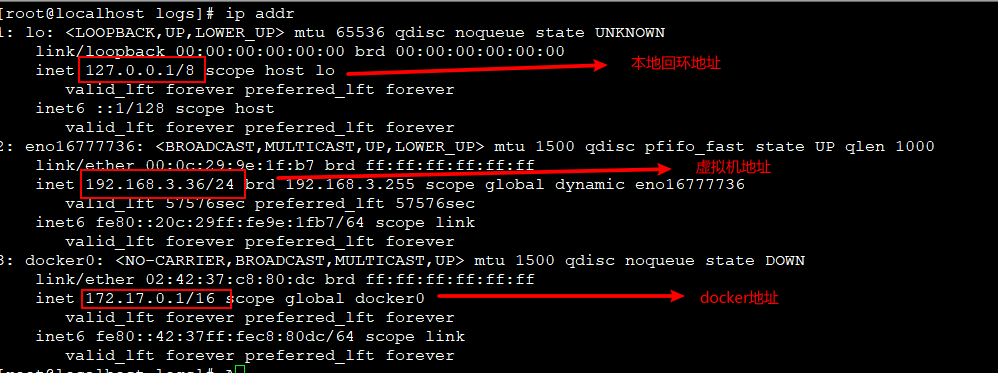 [root@localhost logs]# ip addr
1: lo: <LOOPBACK,UP,LOWER_UP> mtu 65536 qdisc noqueue state UNKNOWN
link/loopback 00:00:00:00:00:00 brd 00:00:00:00:00:00
inet 127.0.0.1/8 scope host lo 本地回环地址
valid_lft forever preferred_lft forever
inet6 ::1/128 scope host
valid_lft forever preferred_lft forever
2: eno16777736: <BROADCAST,MULTICAST,UP,LOWER_UP> mtu 1500 qdisc pfifo_fast state UP qlen 1000
link/ether 00:0c:29:9e:1f:b7 brd ff:ff:ff:ff:ff:ff 虚拟机地址
inet 192.168.3.36/24 brd 192.168.3.255 scope global dynamic eno16777736
valid_lft 57576sec preferred_lft 57576sec
inet6 fe80::20c:29ff:fe9e:1fb7/64 scope link
valid_lft forever preferred_lft forever
3: docker0: <NO-CARRIER,BROADCAST,MULTICAST,UP> mtu 1500 qdisc noqueue state DOWN
link/ether 02:42:37:c8:80:dc brd ff:ff:ff:ff:ff:ff
inet 172.17.0.1/16 scope global docker0 docker地址
valid_lft forever preferred_lft forever
inet6 fe80::42:37ff:fec8:80dc/64 scope link
valid_lft forever preferred_lft forever
[root@localhost logs]#